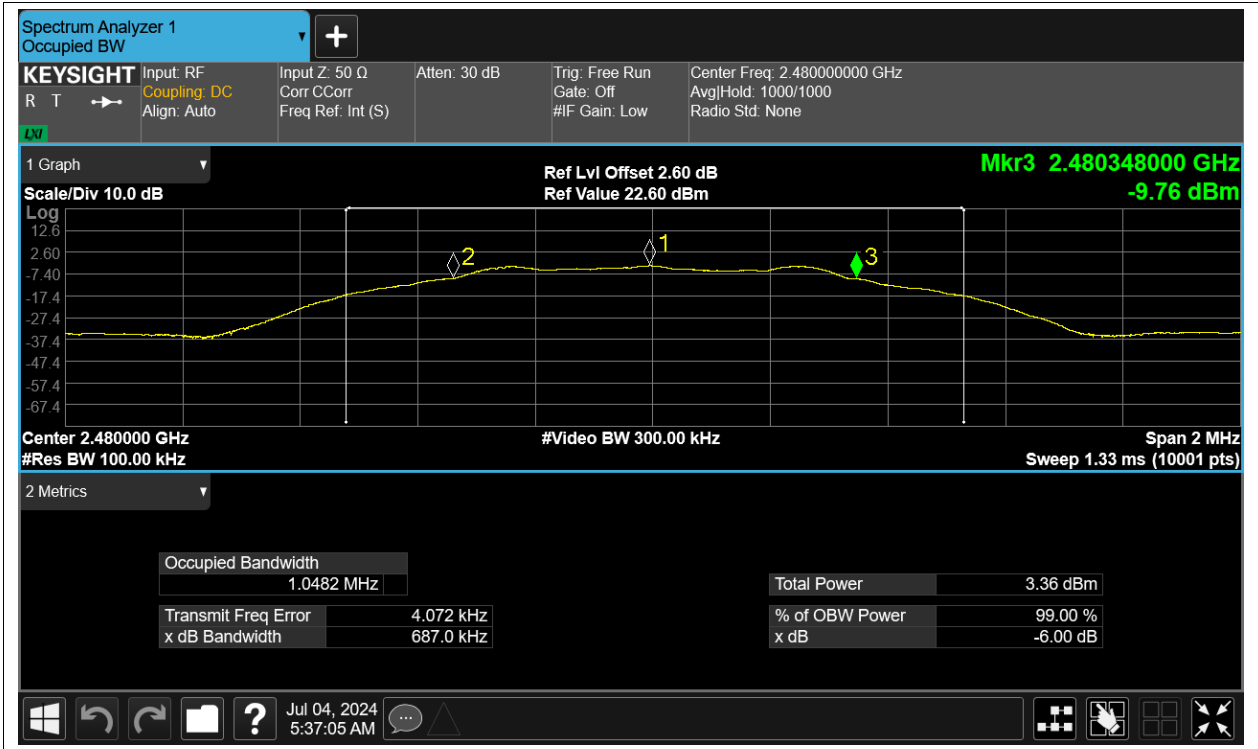 Spectrum Analyzer 1
Occupied BW
KEYSIGHT
R T
LXI
Input: RF
Coupling: DC
Align: Auto
Input Z: 50 Ω
Corr CCorr
Freq Ref: Int (S)
Atten: 30 dB
Trig: Free Run
Gate: Off
#IF Gain: Low
Center Freq: 2.480000000 GHz
Avg|Hold: 1000/1000
Radio Std: None
1 Graph
Scale/Div 10.0 dB
Ref Lvl Offset 2.60 dB
Ref Value 22.60 dBm
Mkr3 2.480348000 GHz
-9.76 dBm
Log
12.6
2.60
-7.40
-17.4
-27.4
-37.4
-47.4
-57.4
-67.4
2
1
3
Center 2.480000 GHz
#Video BW 300.00 kHz
Span 2 MHz
#Res BW 100.00 kHz
Sweep 1.33 ms (10001 pts)
2 Metrics
Occupied Bandwidth
1.0482 MHz
Transmit Freq Error 4.072 kHz
x dB Bandwidth 687.0 kHz
Total Power 3.36 dBm
% of OBW Power 99.00 %
x dB -6.00 dB
?
Jul 04, 2024
5:37:05 AM